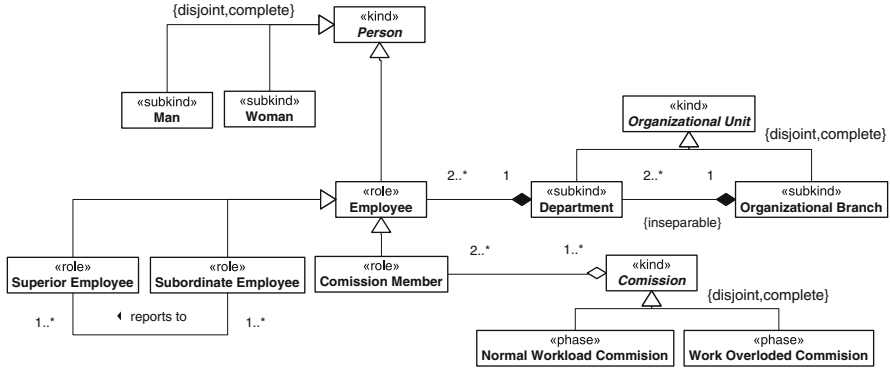 {disjoint,complete}
«kind»
Person
«subkind»
Man
«subkind»
Woman
«kind»
Organizational Unit
{disjoint,complete}
2..*
1
2..*
1
«role»
Employee
«subkind»
Department
«subkind»
Organizational Branch
{inseparable}
«role»
Superior Employee
«role»
Subordinate Employee
«role»
Comission Member
2..*
1..*
«kind»
Comission
{disjoint,complete}
1..*
reports to
1..*
«phase»
Normal Workload Commision
«phase»
Work Overloded Commision